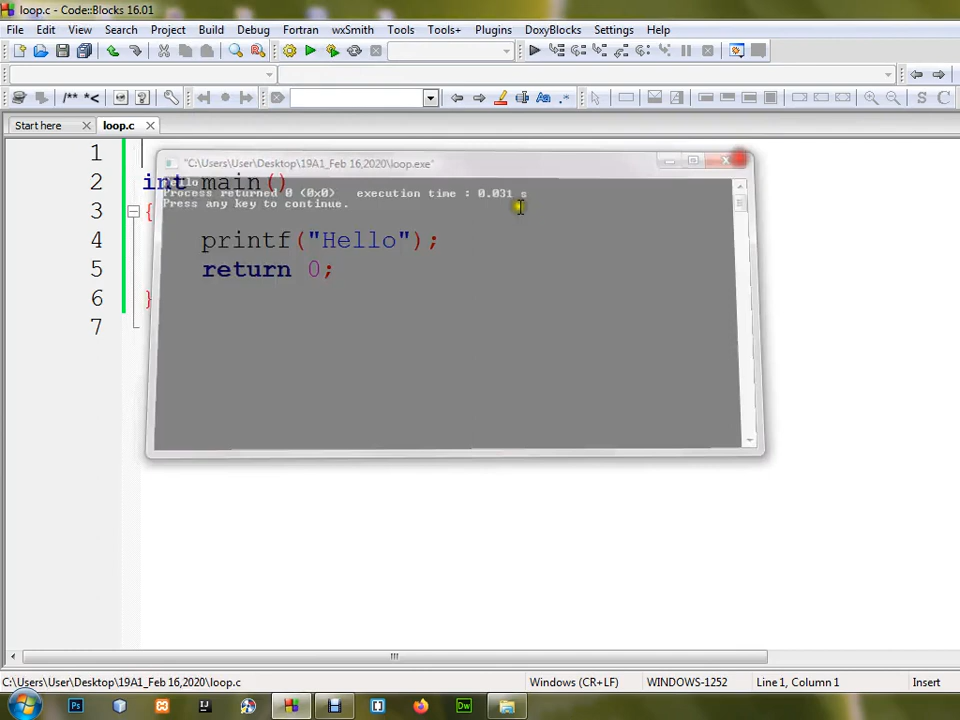 loop.c - Code::Blocks 16.01
File Edit View Search Project Build Debug Fortran wxSmith Tools Tools+ Plugins DoxyBlocks Settings Help
/** *< .* S C
Start here loop.c
"C:\Users\User\Desktop\19A1_Feb 16,2020\loop.exe"
Hello
Process returned 0 (0x0)   execution time : 0.031 s
Press any key to continue.
1
2 int main()
3 {
4 printf("Hello");
5 return 0;
6 }
7
C:\Users\User\Desktop\19A1_Feb 16,2020\loop.c Windows (CR+LF) WINDOWS-1252 Line 1, Column 1 Insert
Ps Dw